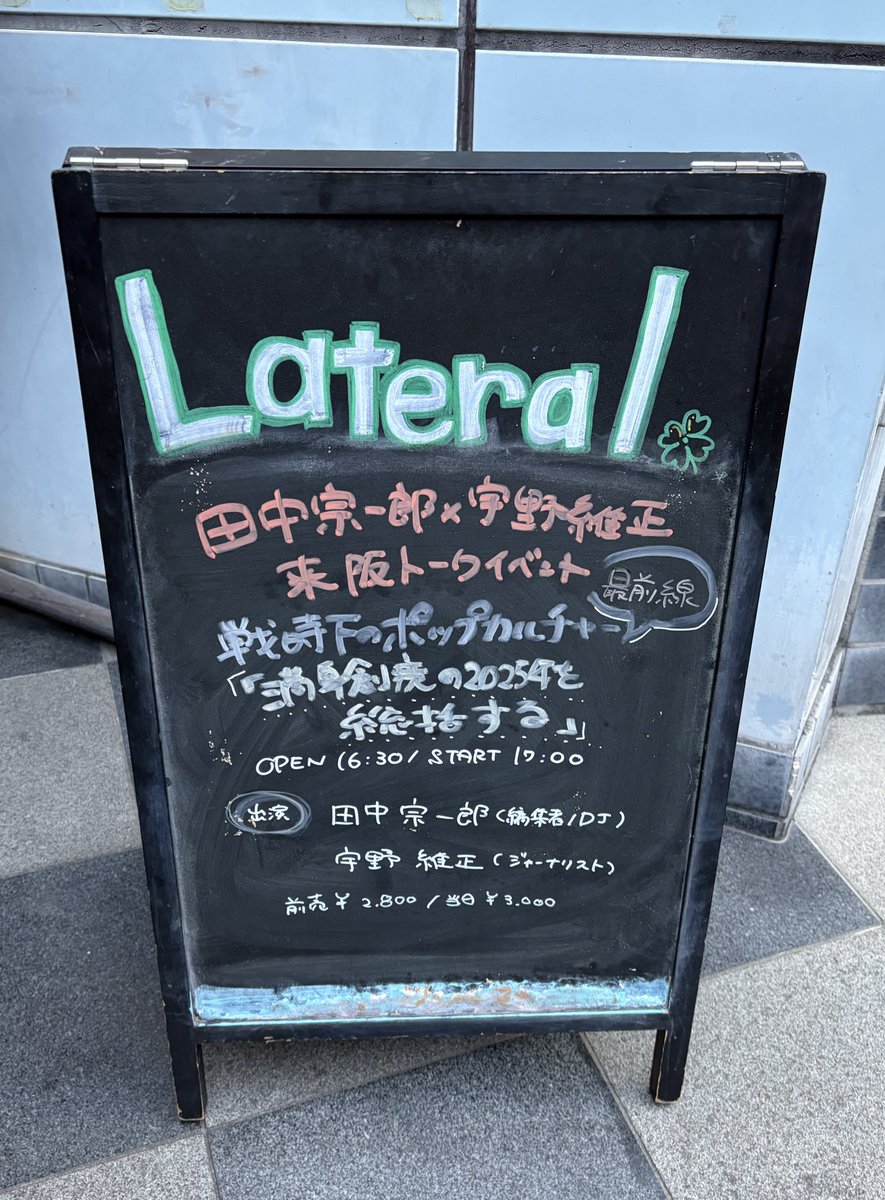 Lateral
田中宗一郎×宇野維正
来阪トークイベント
最前線
戦時下のポップカルチャー
「満身創痍の2025年を
総括する」
OPEN 16:30/ START 17:00
出演
田中 宗一郎(編集者/DJ)
宇野 維正(ジャーナリスト)
前売¥2.800/当日¥3.000